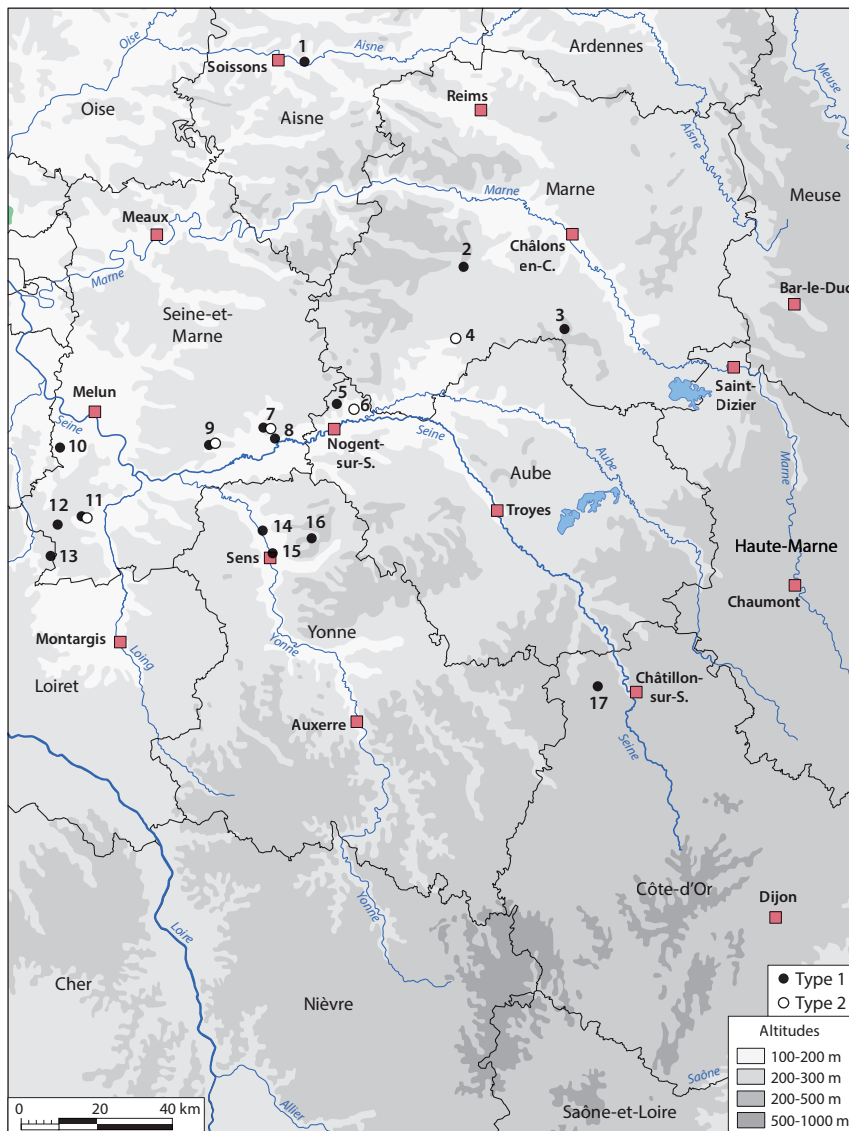 Oise
Aisne
1
Ardennes
Soissons
Meuse
Oise
Aisne
Reims
Aisne
Meuse
Marne
Marne
Meaux
Châlons
en-C.
2
Marne
Bar-le-Duc
Seine-et-
Marne
3
4
Saint-
Dizier
Melun
5
6
Seine
7
9
8
10
Nogent-
sur-S.
Seine
Aube
Aube
Marne
11
12
Troyes
14
16
13
15
Sens
Haute-Marne
Chaumont
Montargis
Yonne
Yonne
Loing
Loiret
Châtillon-
sur-S.
17
Auxerre
Seine
Côte-d'Or
Yonne
Dijon
Loire
Cher
Nièvre
Type 1
Type 2
Altitudes
100-200 m
200-300 m
200-500 m
500-1000 m
Saône
Allier
Saône-et-Loire
0 20 40 km